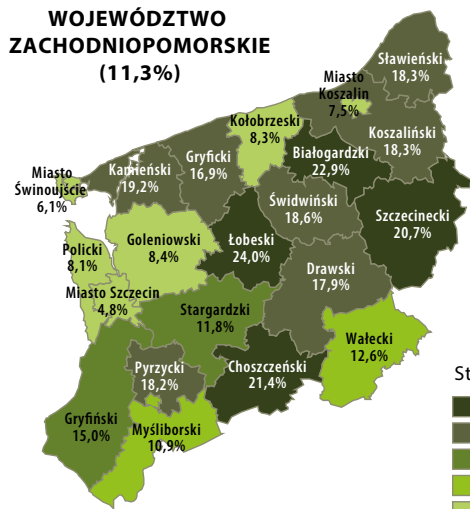 WOJEWÓDZTWO
ZACHODNIOPOMORSKIE
(11,3%)
Sławieński
18,3%
Miasto
Koszalin
7,5%
Kołobrzeski
8,3%
Koszaliński
18,3%
Białogardzki
22,9%
Gryficki
16,9%
Kamieński
19,2%
Miasto
Świnoujście
6,1%
Świdwiński
18,6%
Szczecinecki
20,7%
Policki
8,1%
Goleniowski
8,4%
Łobeski
24,0%
Drawski
17,9%
Miasto Szczecin
4,8%
Stargardzki
11,8%
Wałecki
12,6%
Pyrzycki
18,2%
Choszczeński
21,4%
St
Gryfiński
15,0%
Myśliborski
10,9%